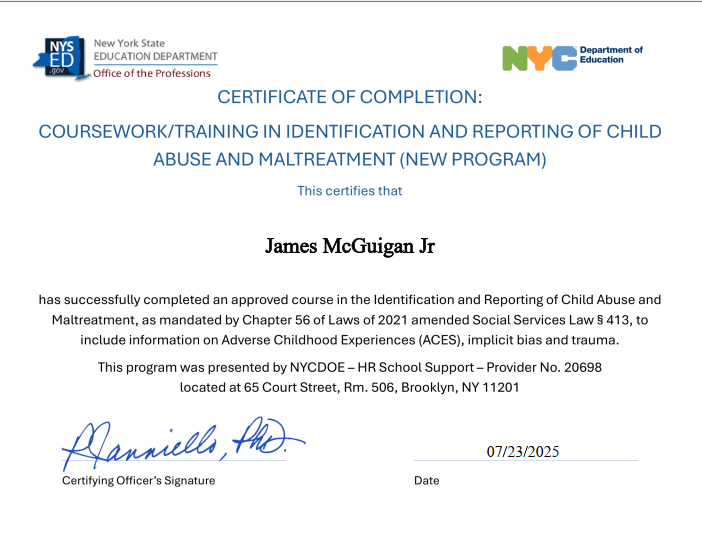 NYS
ED
.gov
New York State
EDUCATION DEPARTMENT
Office of the Professions
NYC
Department of
Education
CERTIFICATE OF COMPLETION:
COURSEWORK/TRAINING IN IDENTIFICATION AND REPORTING OF CHILD
ABUSE AND MALTREATMENT (NEW PROGRAM)
This certifies that
James McGuigan Jr
has successfully completed an approved course in the Identification and Reporting of Child Abuse and
Maltreatment, as mandated by Chapter 56 of Laws of 2021 amended Social Services Law § 413, to
include information on Adverse Childhood Experiences (ACES), implicit bias and trauma.
This program was presented by NYCDOE – HR School Support – Provider No. 20698
located at 65 Court Street, Rm. 506, Brooklyn, NY 11201
, PhD.
07/23/2025
Certifying Officer's Signature
Date